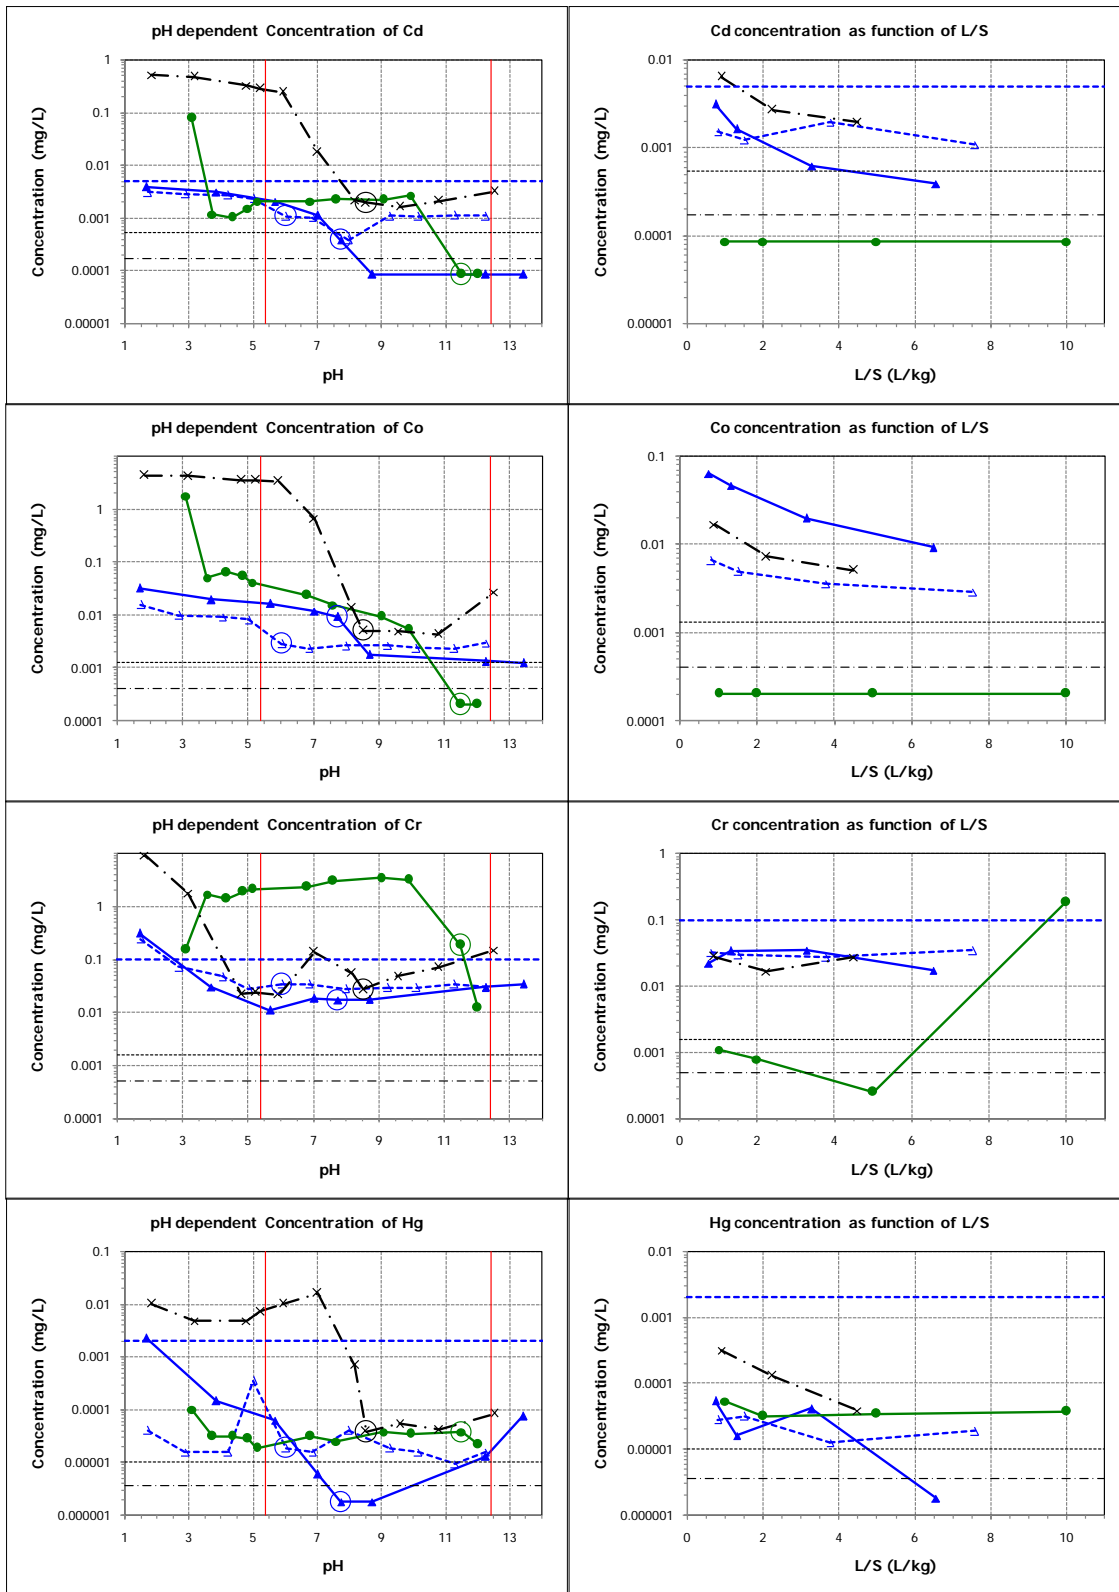 pH dependent Concentration of Cd
Concentration (mg/L)
1
0.1
0.01
0.001
0.0001
0.00001
1 3 5 7 9 11 13
pH
Cd concentration as function of L/S
Concentration (mg/L)
0.01
0.001
0.0001
0.00001
0 2 4 6 8 10
L/S (L/kg)
pH dependent Concentration of Co
Concentration (mg/L)
1
0.1
0.01
0.001
0.0001
1 3 5 7 9 11 13
pH
Co concentration as function of L/S
Concentration (mg/L)
0.1
0.01
0.001
0.0001
0 2 4 6 8 10
L/S (L/kg)
pH dependent Concentration of Cr
Concentration (mg/L)
1
0.1
0.01
0.001
0.0001
1 3 5 7 9 11 13
pH
Cr concentration as function of L/S
Concentration (mg/L)
1
0.1
0.01
0.001
0.0001
0 2 4 6 8 10
L/S (L/kg)
pH dependent Concentration of Hg
Concentration (mg/L)
0.1
0.01
0.001
0.0001
0.00001
0.000001
1 3 5 7 9 11 13
pH
Hg concentration as function of L/S
Concentration (mg/L)
0.01
0.001
0.0001
0.00001
0.000001
0 2 4 6 8 10
L/S (L/kg)